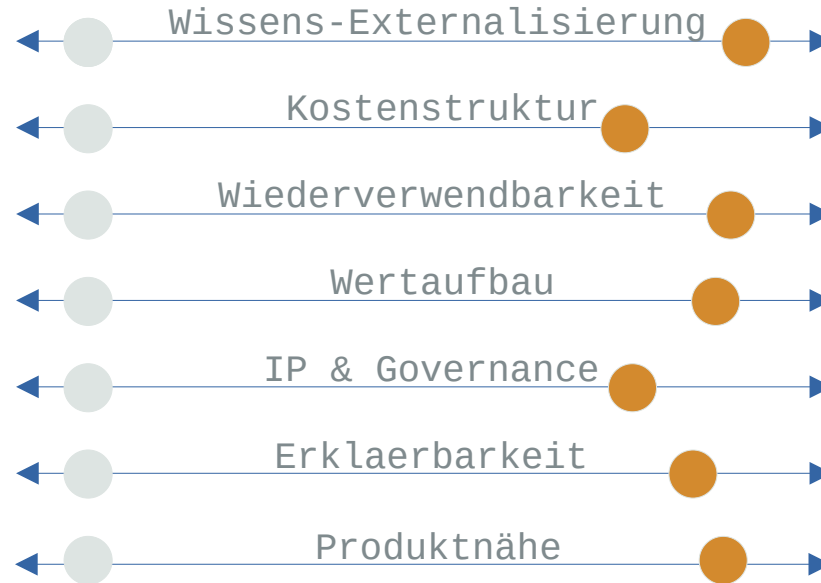 Wissens-Externalisierung
Kostenstruktur
Wiederverwendbarkeit
Wertaufbau
IP & Governance
Erklaerbarkeit
Produktnähe